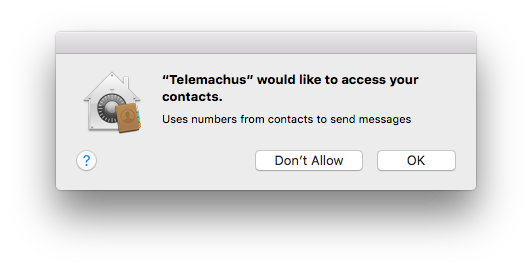 “Telemachus” would like to access your
contacts.
Uses numbers from contacts to send messages
?
Don’t Allow
OK